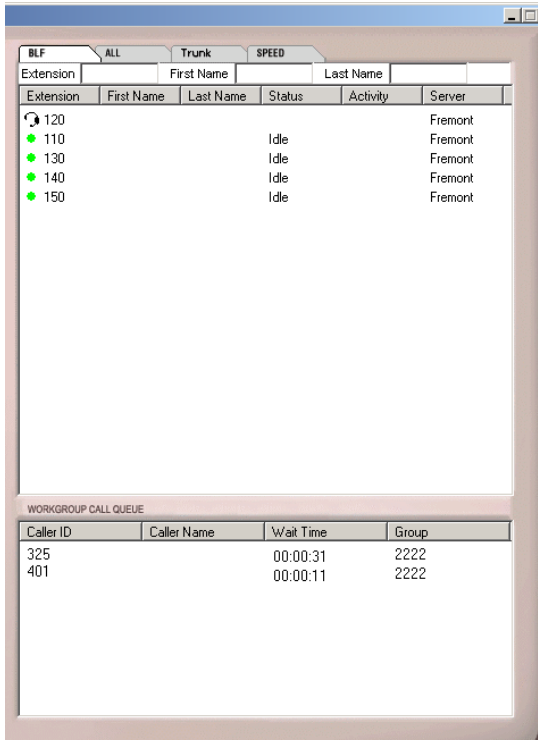 BLF ALL Trunk SPEED
Extension First Name Last Name
Extension First Name Last Name Status Activity Server
120 Fremont
110 Idle Fremont
130 Idle Fremont
140 Idle Fremont
150 Idle Fremont
WORKGROUP CALL QUEUE
Caller ID Caller Name Wait Time Group
325 00:00:31 2222
401 00:00:11 2222